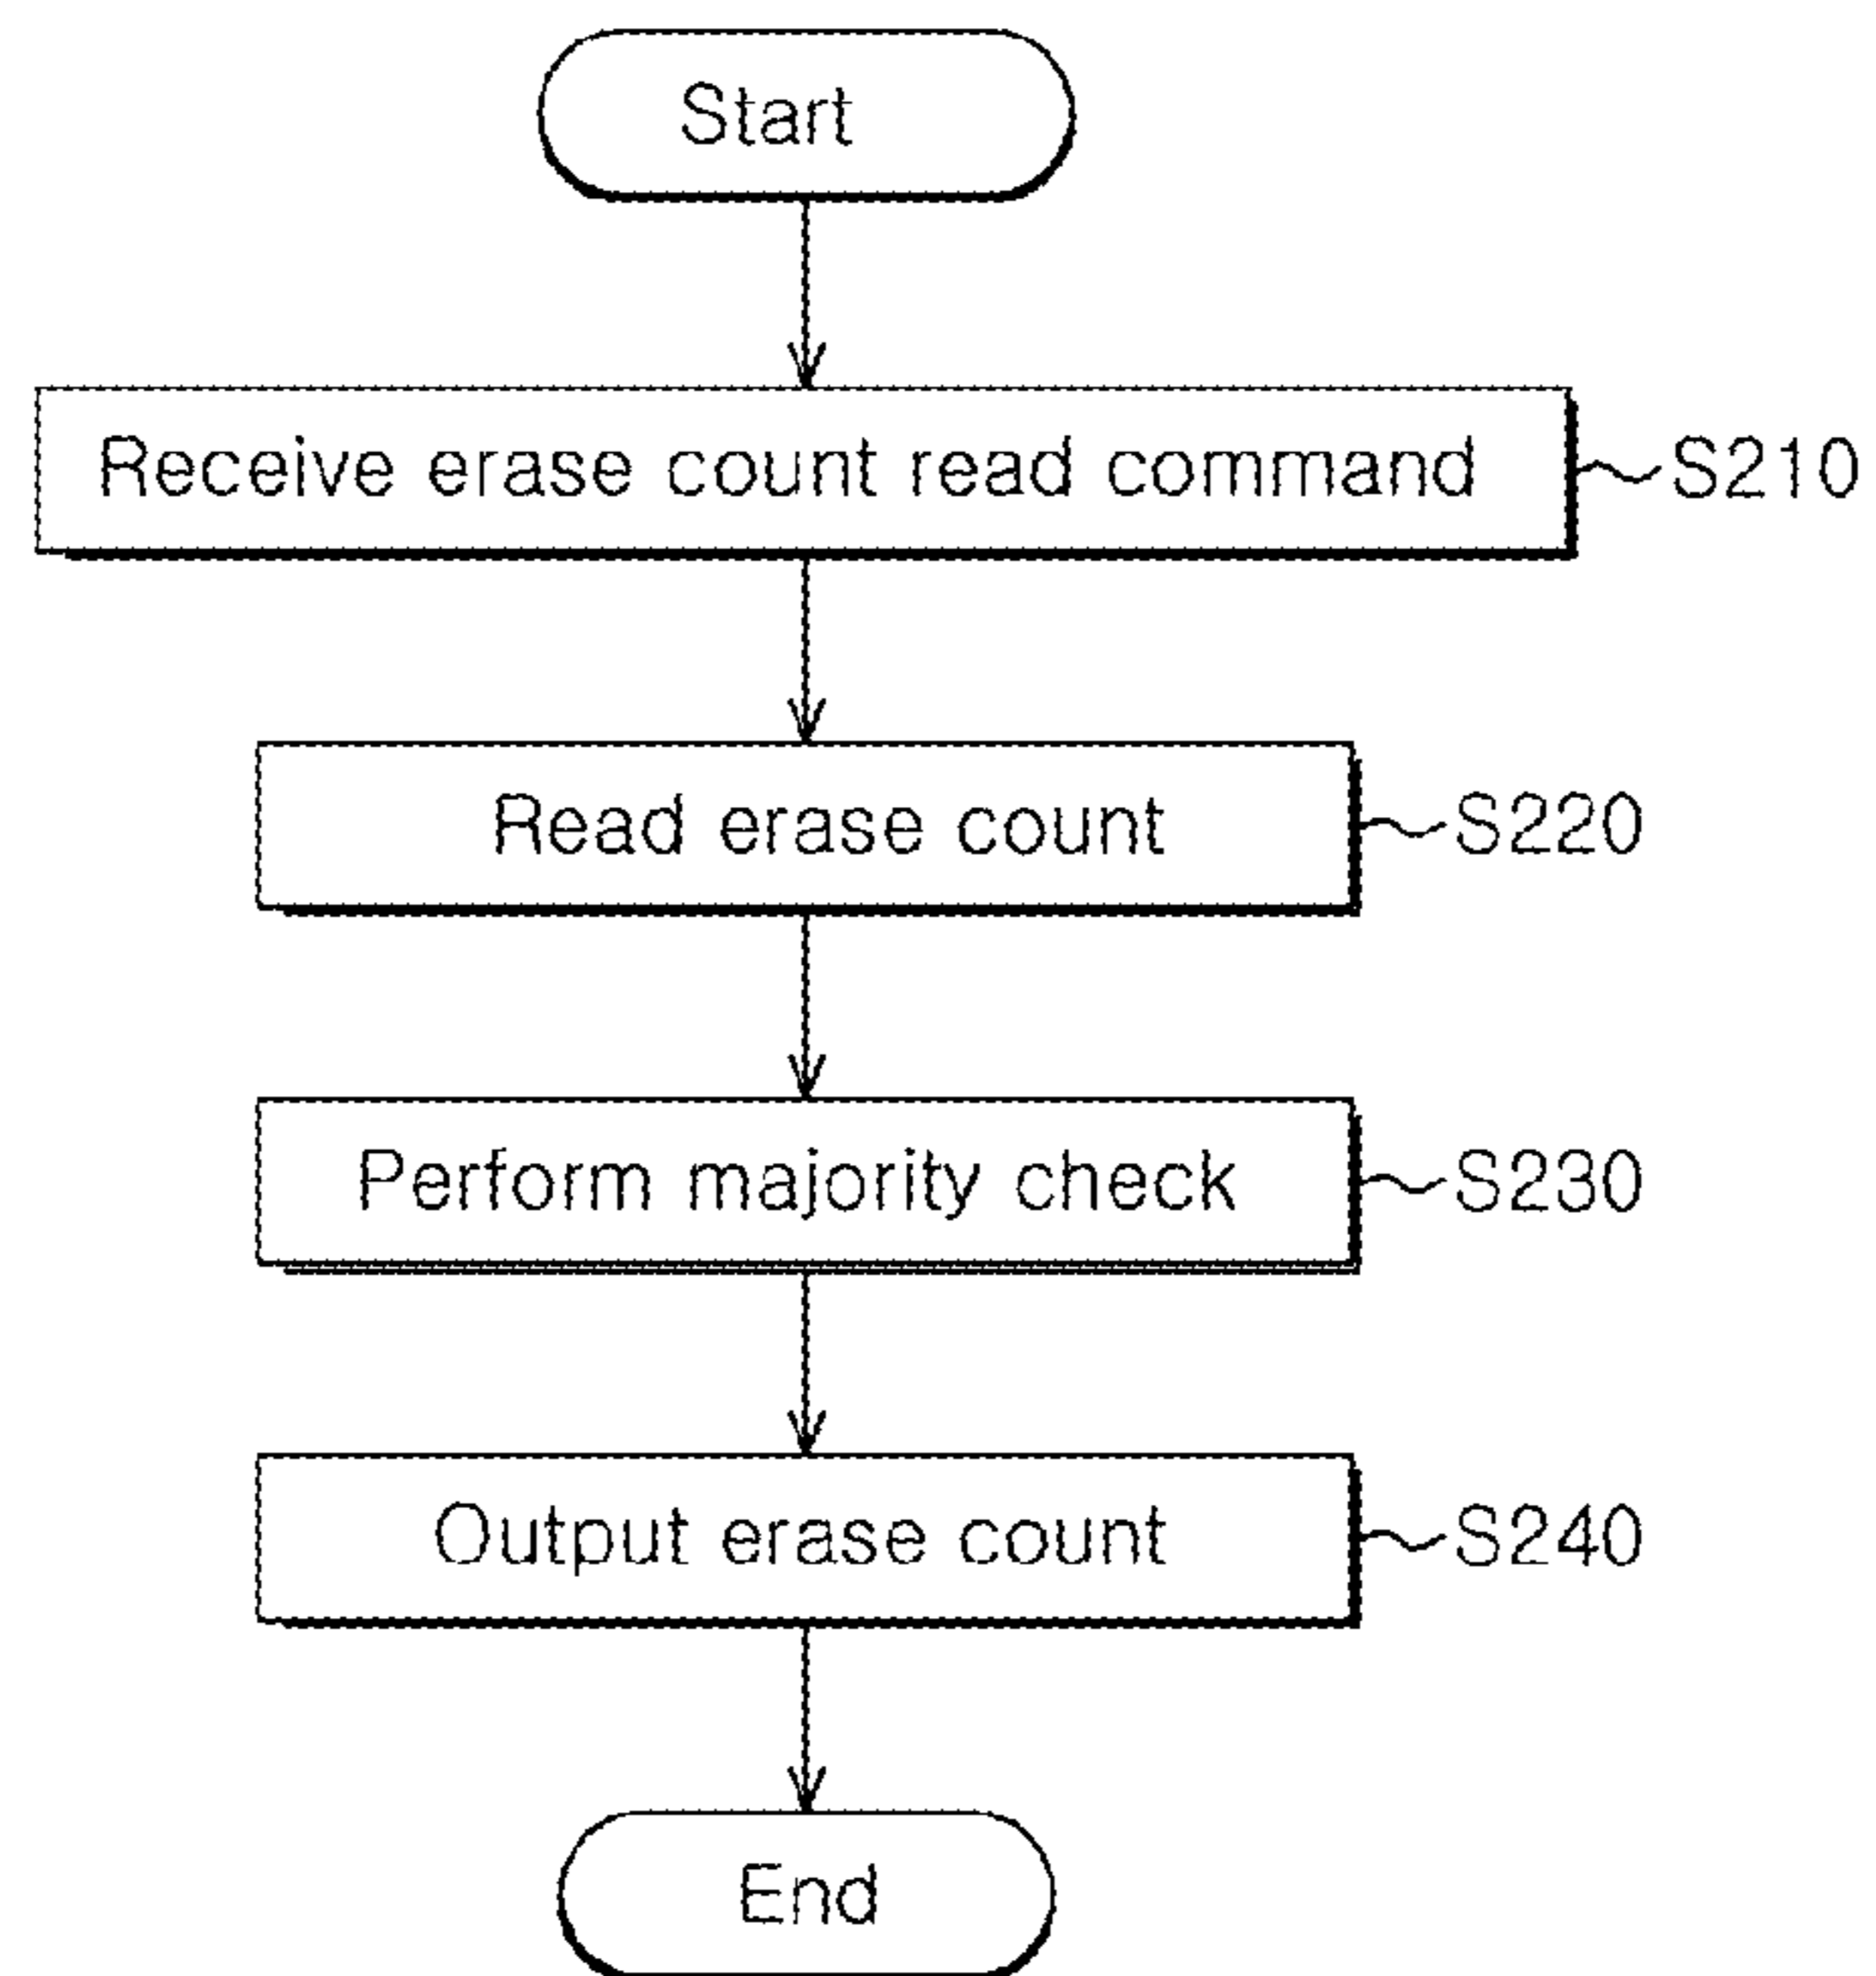 Start
Receive erase count read command S210
Read erase count S220
Perform majority check S230
Output erase count S240
End